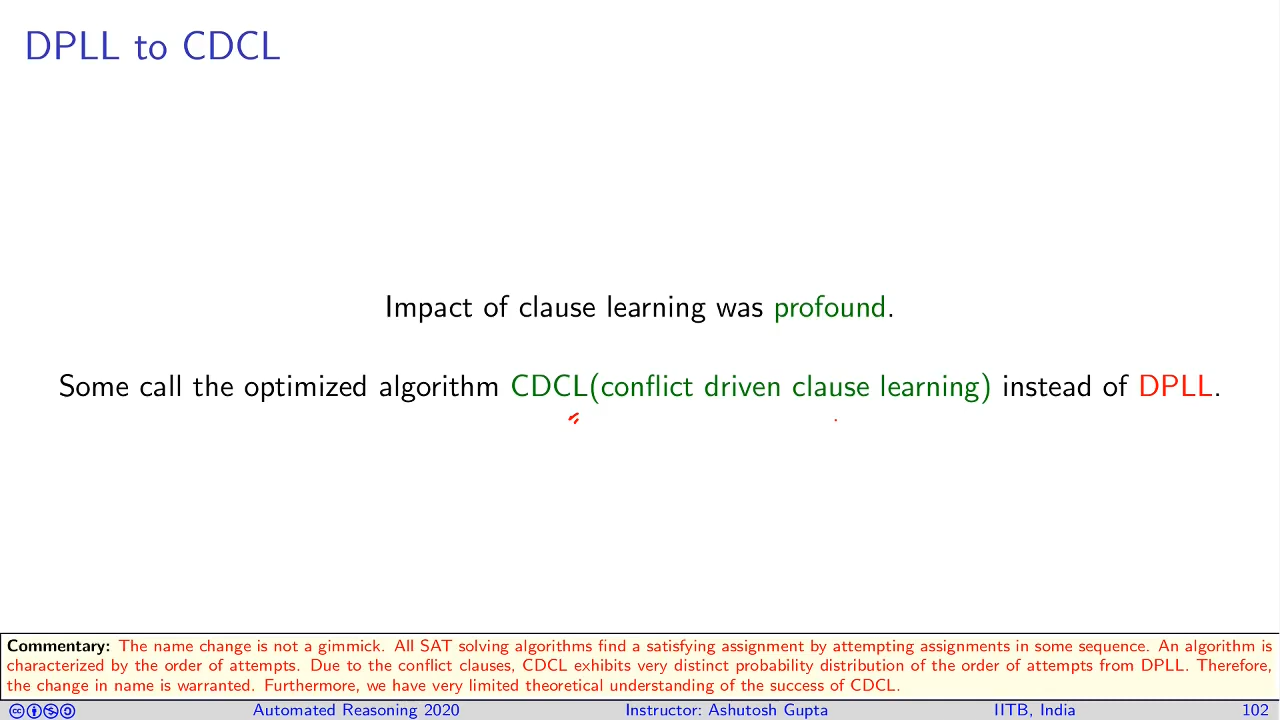 DPLL to CDCL
Impact of clause learning was profound.
Some call the optimized algorithm CDCL(conflict driven clause learning) instead of DPLL.
Commentary: The name change is not a gimmick. All SAT solving algorithms find a satisfying assignment by attempting assignments in some sequence. An algorithm is
characterized by the order of attempts. Due to the conflict clauses, CDCL exhibits very distinct probability distribution of the order of attempts from DPLL. Therefore,
the change in name is warranted. Furthermore, we have very limited theoretical understanding of the success of CDCL.
Automated Reasoning 2020 Instructor: Ashutosh Gupta IITB, India 102